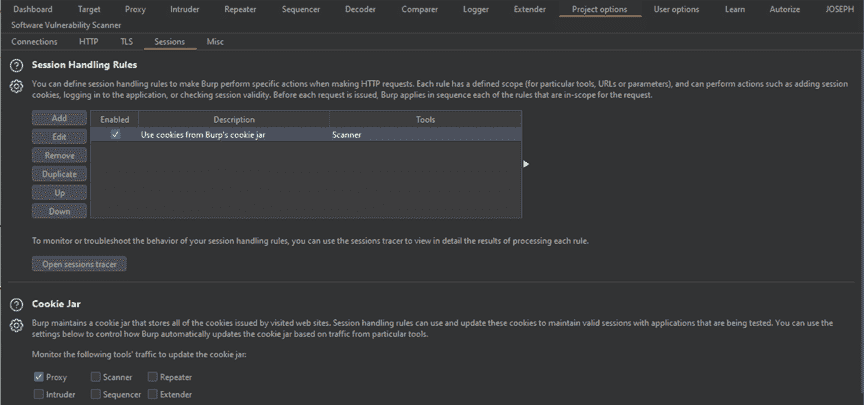 Dashboard Target Proxy Intruder Repeater Sequencer Decoder Comparer Logger Extender Project options User options Learn Autorize JOSEPH
Software Vulnerability Scanner
Connections HTTP TLS Sessions Misc
Session Handling Rules
You can define session handling rules to make Burp perform specific actions when making HTTP requests. Each rule has a defined scope (for particular tools, URLs or parameters), and can perform actions such as adding session
cookies, logging in to the application, or checking session validity. Before each request is issued, Burp applies in sequence each of the rules that are in-scope for the request.
Add
Enabled Description Tools
Edit
Use cookies from Burp's cookie jar Scanner
Remove
Duplicate
Up
Down
To monitor or troubleshoot the behavior of your session handling rules, you can use the sessions tracer to view in detail the results of processing each rule.
Open sessions tracer
Cookie Jar
Burp maintains a cookie jar that stores all of the cookies issued by visited web sites. Session handling rules can use and update these cookies to maintain valid sessions with applications that are being tested. You can use the
settings below to control how Burp automatically updates the cookie jar based on traffic from particular tools.
Monitor the following tools' traffic to update the cookie jar:
Proxy Scanner Repeater
Intruder Sequencer Extender